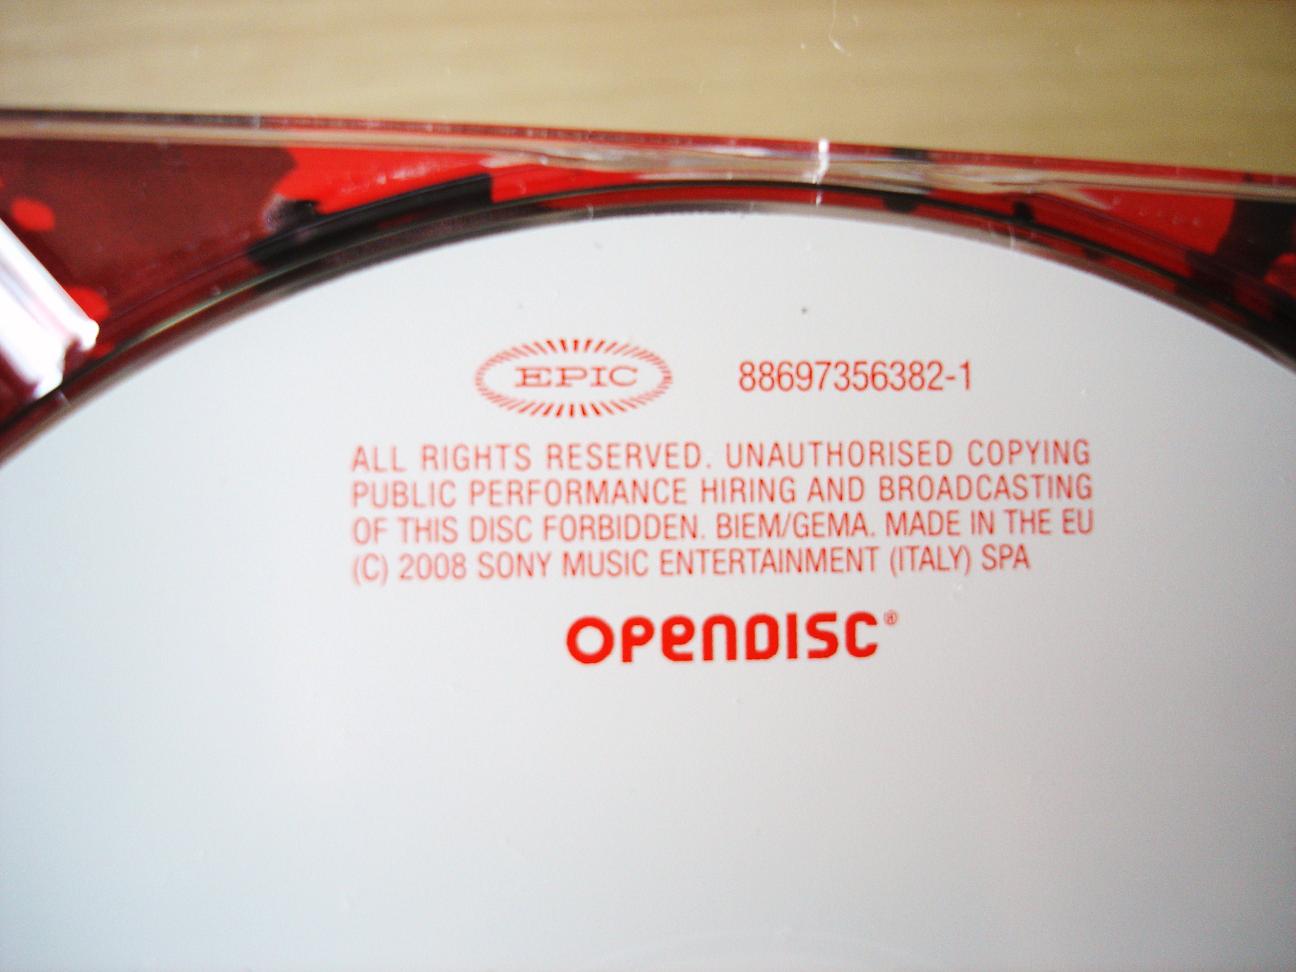 EPIC 88697356382-1
ALL RIGHTS RESERVED. UNAUTHORISED COPYING
PUBLIC PERFORMANCE HIRING AND BROADCASTING
OF THIS DISC FORBIDDEN. BIEM/GEMA. MADE IN THE EU
(C) 2008 SONY MUSIC ENTERTAINMENT (ITALY) SPA
OPENDISC®